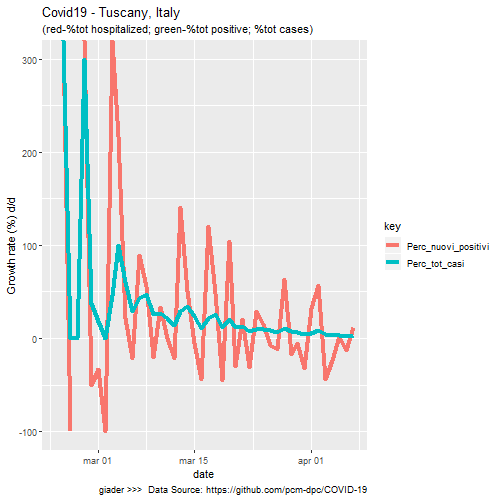 Covid19 - Tuscany, Italy
(red-%tot hospitalized; green-%tot positive; %tot cases)
Growth rate (%) d/d
300
200
100
0
-100
mar 01
mar 15
apr 01
date
key
Perc_nuovi_positivi
Perc_tot_casi
giader >>> Data Source: https://github.com/pcm-dpc/COVID-19